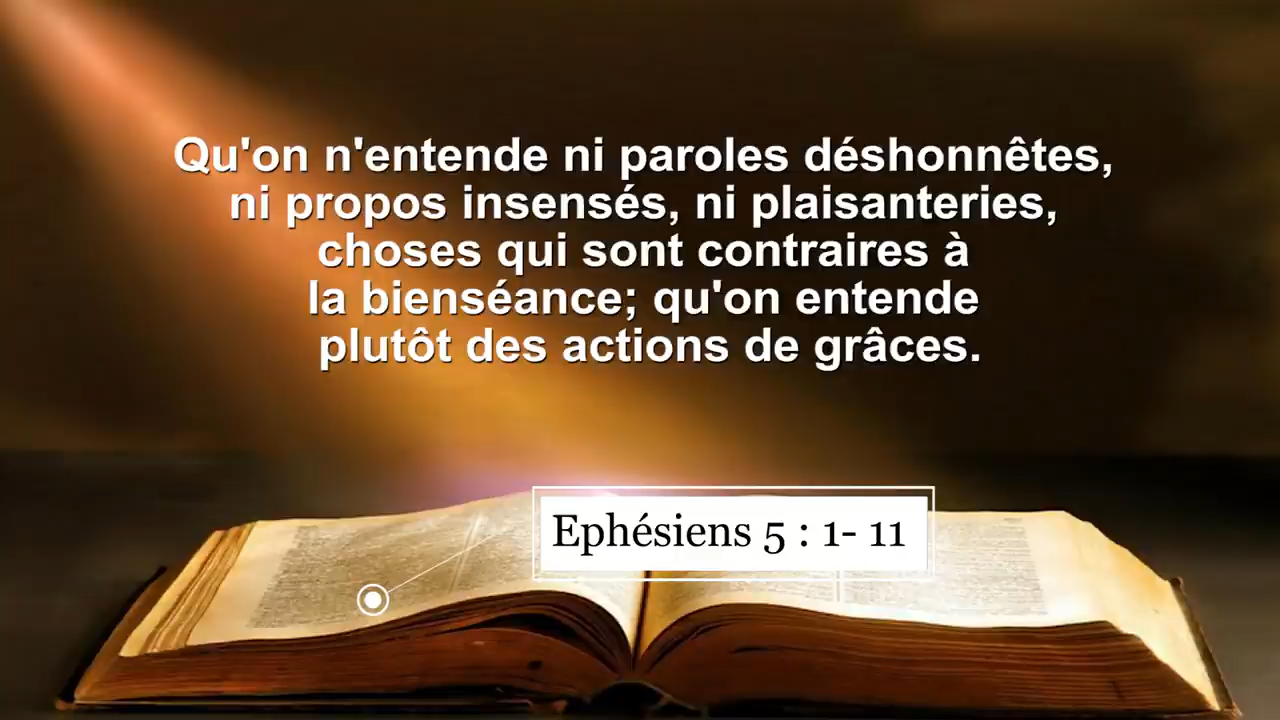 Qu'on n'entende ni paroles déshonnêtes,
ni propos insensés, ni plaisanteries,
choses qui sont contraires à
la bienséance; qu'on entende
plutôt des actions de grâces.
Ephésiens 5 : 1- 11